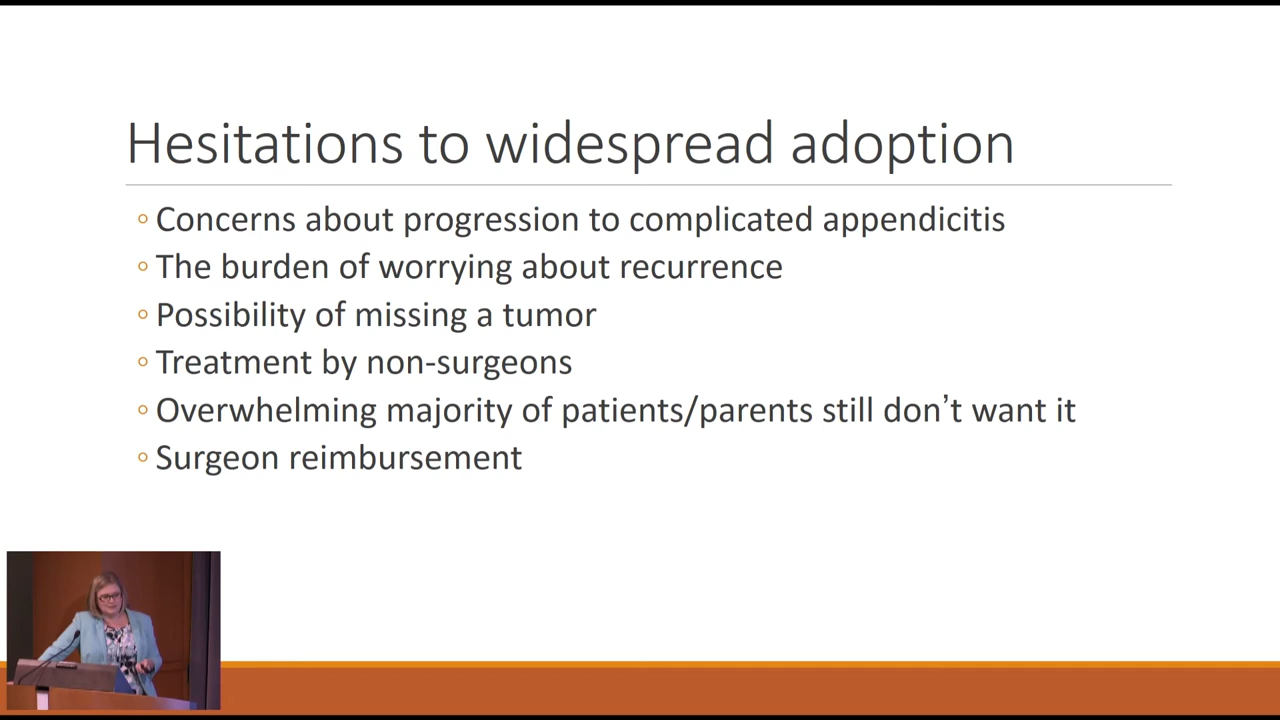 Hesitations to widespread adoption
◦ Concerns about progression to complicated appendicitis
◦ The burden of worrying about recurrence
◦ Possibility of missing a tumor
◦ Treatment by non-surgeons
◦ Overwhelming majority of patients/parents still don’t want it
◦ Surgeon reimbursement